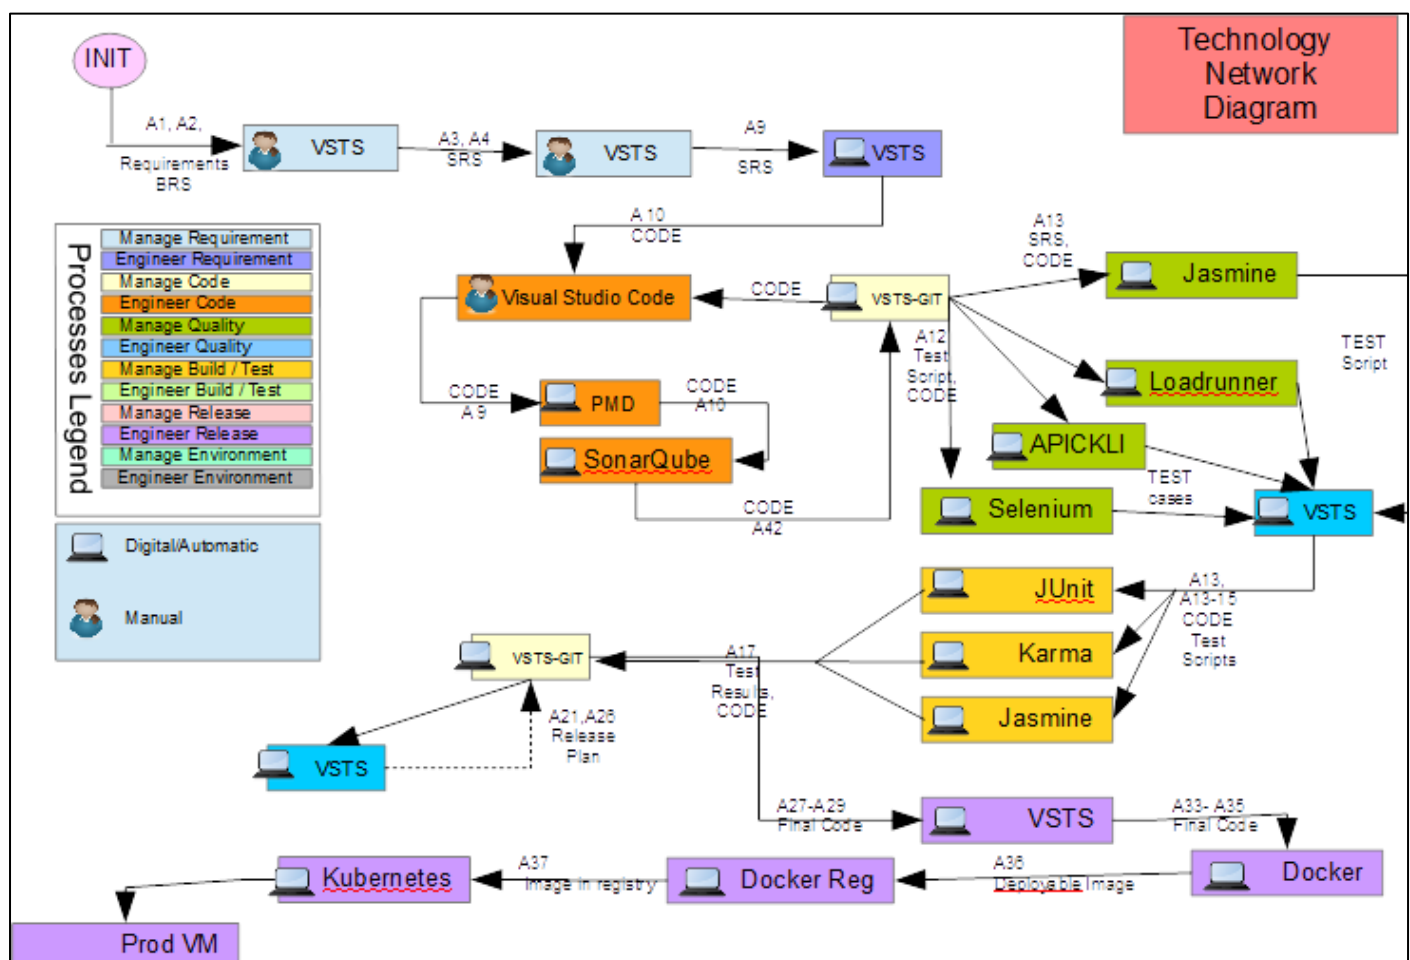 INIT
Technology
Network
Diagram
A1, A2,
Requirements
BRS
VSTS
A3, A4
SRS
VSTS
A9
SRS
VSTS
A10
CODE
Processes Legend
Manage Requirement
Engineer Requirement
Manage Code
Engineer Code
Manage Quality
Engineer Quality
Manage Build / Test
Engineer Build / Test
Manage Release
Engineer Release
Manage Environment
Engineer Environment
Digital/Automatic
Manual
Visual Studio Code
CODE
VSTS-GIT
A13
SRS,
CODE
Jasmine
TEST
Script
A12
Test
Script,
CODE
Loadrunner
CODE
A9
PMD
CODE
A10
SonarQube
CODE
A42
APICKLI
TEST
cases
Selenium
VSTS
A13,
A13-15
CODE
Test
Scripts
JUnit
Karma
Jasmine
VSTS-GIT
A17
Test
Results,
CODE
A21,A26
Release
Plan
VSTS
A27-A29
Final Code
VSTS
A33- A35
Final Code
Docker
A36
Deployable Image
Docker Reg
A37
Image in registry
Kubernetes
Prod VM